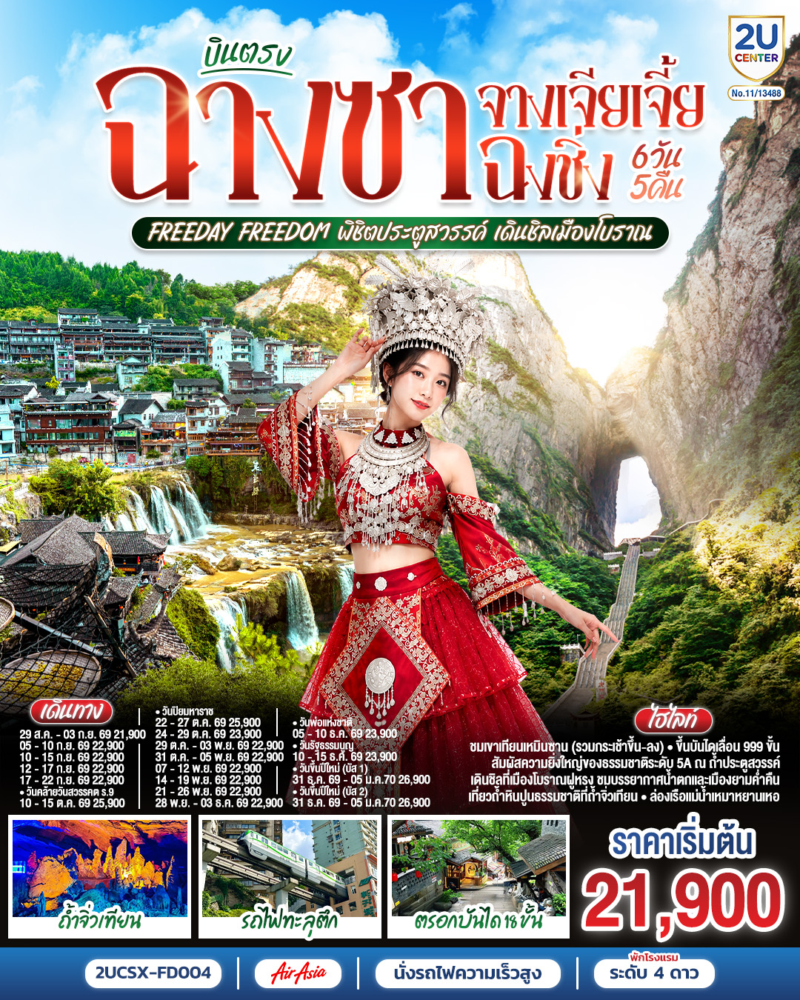 2U
CENTER
No.11/13488
บินตรง
ฉางซา จางเจียเจี้ย
ฉงชิ่ง
6วัน
5คืน
FREEDAY FREEDOM พิชิตประตูสวรรค์ เดินชิลเมืองโบราณ
เดินทาง
29 ส.ค. - 03 ก.ย. 69 21,900
05 - 10 ก.ย. 69 22,900
10 - 15 ก.ย. 69 22,900
12 - 17 ก.ย. 69 22,900
17 - 22 ก.ย. 69 22,900
• วันคล้ายวันสวรรคต ร.9
10 - 15 ต.ค. 69 25,900
• วันปิยมหาราช
22 - 27 ต.ค. 69 25,900
24 - 29 ต.ค. 69 23,900
29 ต.ค. - 03 พ.ย. 69 22,900
31 ต.ค. - 05 พ.ย. 69 22,900
07 - 12 พ.ย. 69 22,900
14 - 19 พ.ย. 69 22,900
21 - 26 พ.ย. 69 22,900
28 พ.ย. - 03 ธ.ค. 69 22,900
• วันพ่อแห่งชาติ
05 - 10 ธ.ค. 69 23,900
• วันรัฐธรรมนูญ
10 - 15 ธ.ค. 69 23,900
• วันขึ้นปีใหม่ (บัส 1)
31 ธ.ค. 69 - 05 ม.ค.70 26,900
• วันขึ้นปีใหม่ (บัส 2)
31 ธ.ค. 69 - 05 ม.ค.70 26,900
ไฮไลท์
ชมเขาเทียนเหมินซาน (รวมกระเช้าขึ้น-ลง) • ขึ้นบันไดเลื่อน 999 ขั้น
สัมผัสความยิ่งใหญ่ของธรรมชาติระดับ 5A ณ ถ้ำประตูสวรรค์
เดินชิลที่เมืองโบราณฝูหรง ชมบรรยากาศน้ำตกและเมืองยามค่ำคืน
เที่ยวถ้ำหินปูนธรรมชาติที่ถ้ำจิ่วเทียน • ล่องเรือแม่น้ำเหมาหยานเหอ
ถ้ำจิ่วเทียน
รถไฟทะลุตึก
ตรอกบันได 18 ขั้น
ราคาเริ่มต้น
21,900
2UCSX-FD004
AirAsia
นั่งรถไฟความเร็วสูง
พักโรงแรม
ระดับ 4 ดาว